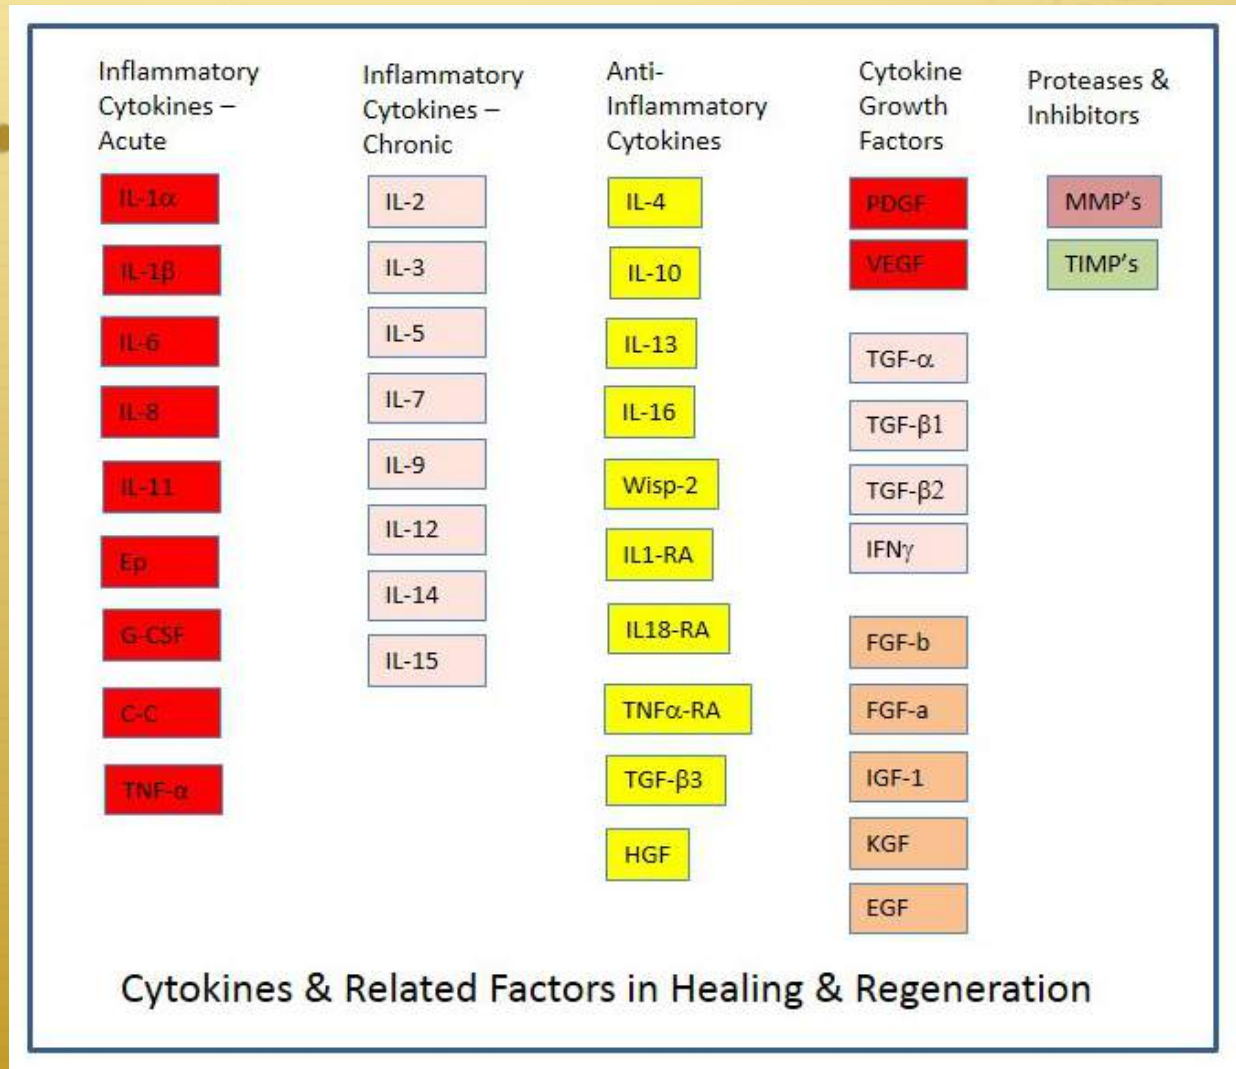 Inflammatory
Cytokines –
Acute
IL-1α
IL-1β
IL-6
IL-8
IL-11
Ep
G-CSF
C-C
TNF-α
Inflammatory
Cytokines –
Chronic
IL-2
IL-3
IL-5
IL-7
IL-9
IL-12
IL-14
IL-15
Anti-
Inflammatory
Cytokines
IL-4
IL-10
IL-13
IL-16
Wisp-2
IL1-RA
IL18-RA
TNFα-RA
TGF-β3
HGF
Cytokine
Growth
Factors
PDGF
VEGF
TGF-α
TGF-β1
TGF-β2
IFNγ
FGF-b
FGF-a
IGF-1
KGF
EGF
Proteases &
Inhibitors
MMP's
TIMP's
Cytokines & Related Factors in Healing & Regeneration